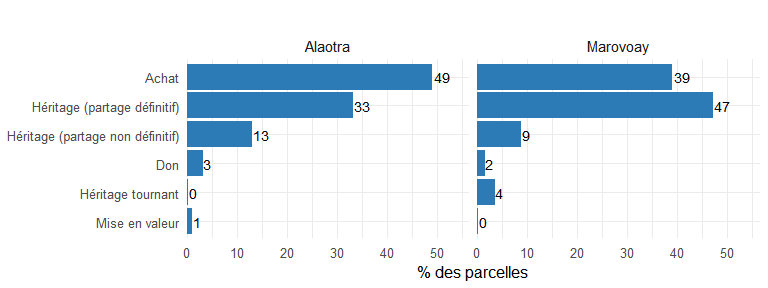 Alaotra Marovoay
Achat 49 39
Héritage (partage définitif) 33 47
Héritage (partage non définitif) 13 9
Don 3 2
Héritage tournant 0 4
Mise en valeur 1 0
0 10 20 30 40 50 0 10 20 30 40 50
% des parcelles